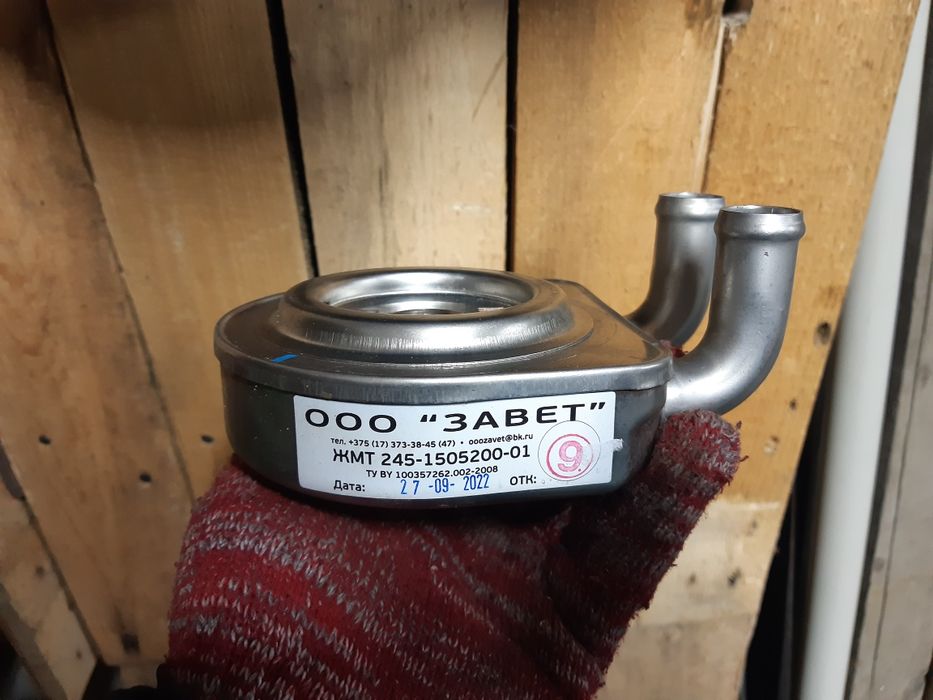 ООО “ЗАВЕТ”
тел. +375 (17) 373-38-45 (47) • ooozavet@bk.ru
ЖМТ 245-1505200-01
ТУ BY 100357262.002-2008
Дата: 27-09-2022 ОТК: 9